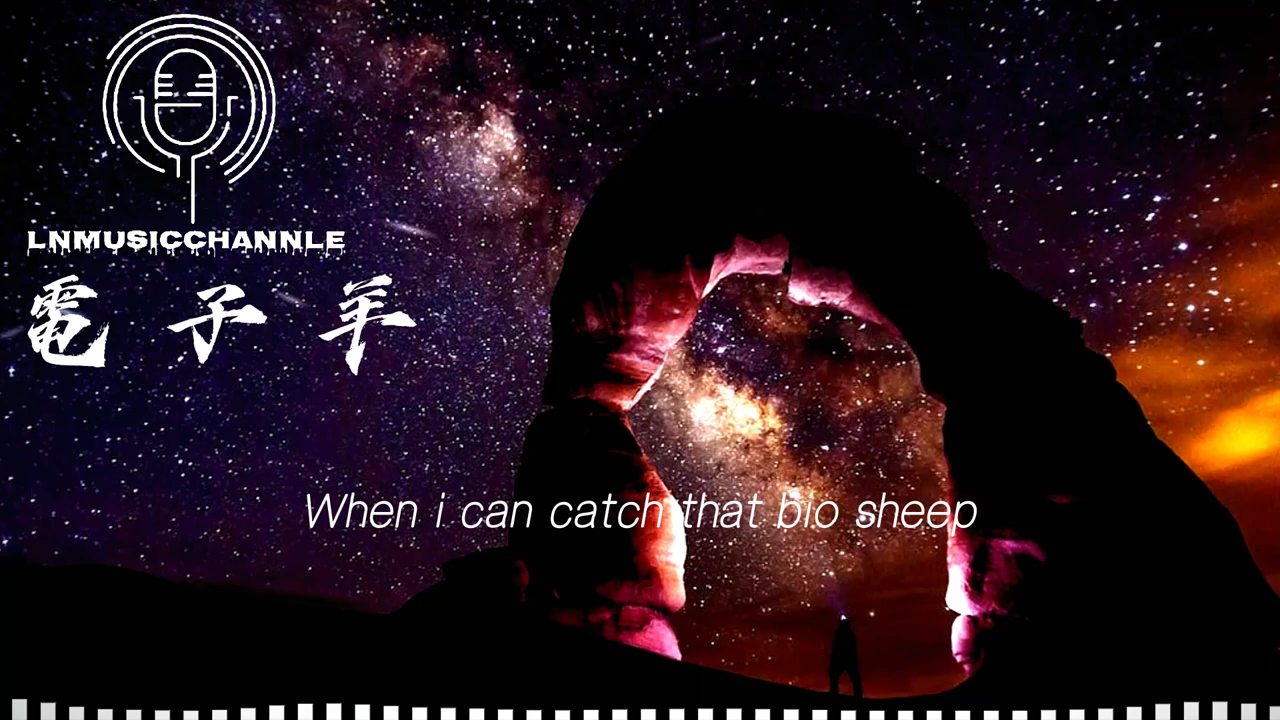 LNMUSICCHANNLE
電子羊
When i can catch that bio sheep